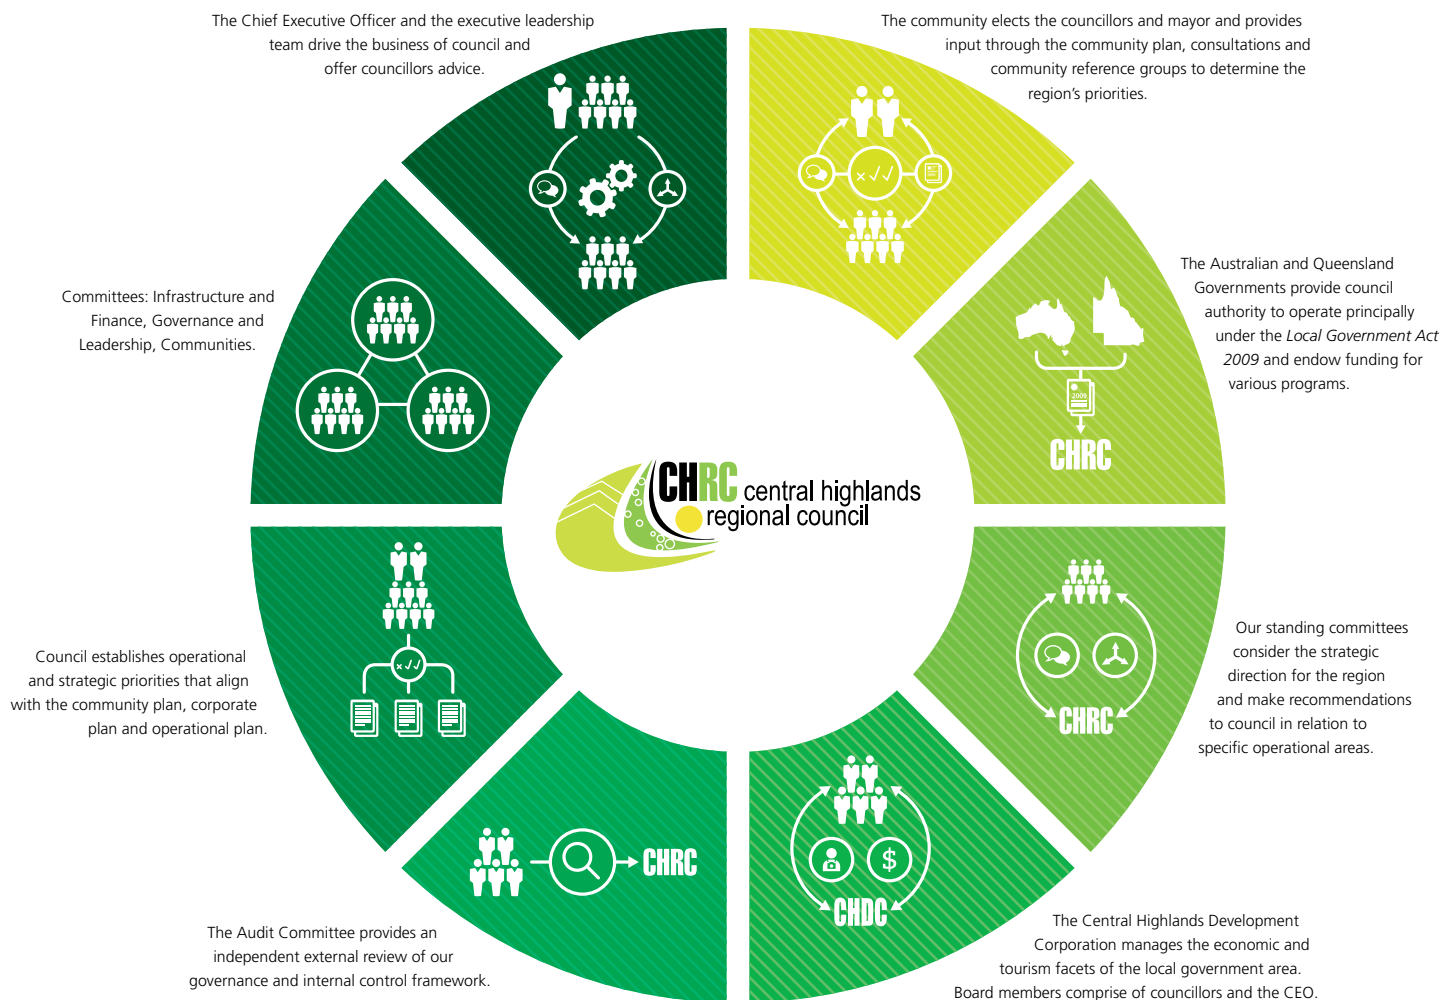 The Chief Executive Officer and the executive leadership
team drive the business of council and
offer councillors advice.
The community elects the councillors and mayor and provides
input through the community plan, consultations and
community reference groups to determine the
region's priorities.
The Australian and Queensland
Governments provide council
authority to operate principally
under the Local Government Act
2009 and endow funding for
various programs.
2009
CHRC
Our standing committees
consider the strategic
direction for the region
and make recommendations
to council in relation to
specific operational areas.
CHRC
The Central Highlands Development
Corporation manages the economic and
tourism facets of the local government area.
Board members comprise of councillors and the CEO.
$
CHDC
The Audit Committee provides an
independent external review of our
governance and internal control framework.
CHRC
Council establishes operational
and strategic priorities that align
with the community plan, corporate
plan and operational plan.
Committees: Infrastructure and
Finance, Governance and
Leadership, Communities.
CHRC central highlands
regional council